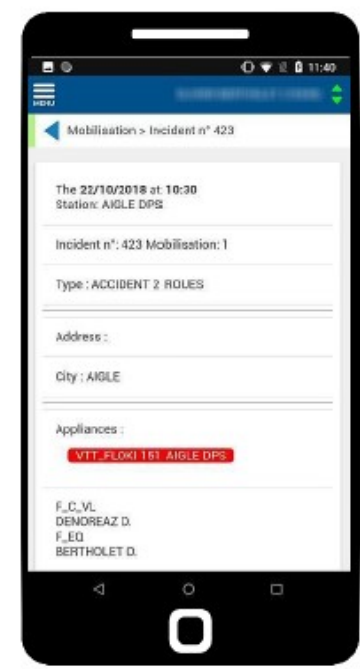 11:40
MENU
Mobilisation > Incident n° 423
The 22/10/2018 at 10:30
Station: AIGLE DPS
Incident n°: 423 Mobilisation: 1
Type : ACCIDENT 2 ROUES
Address :
City : AIGLE
Appliances :
VTT_FLOKI 151 AIGLE DPS
F_C_VL
DENOREAZ D.
F_EQ
BERTHOLET D.